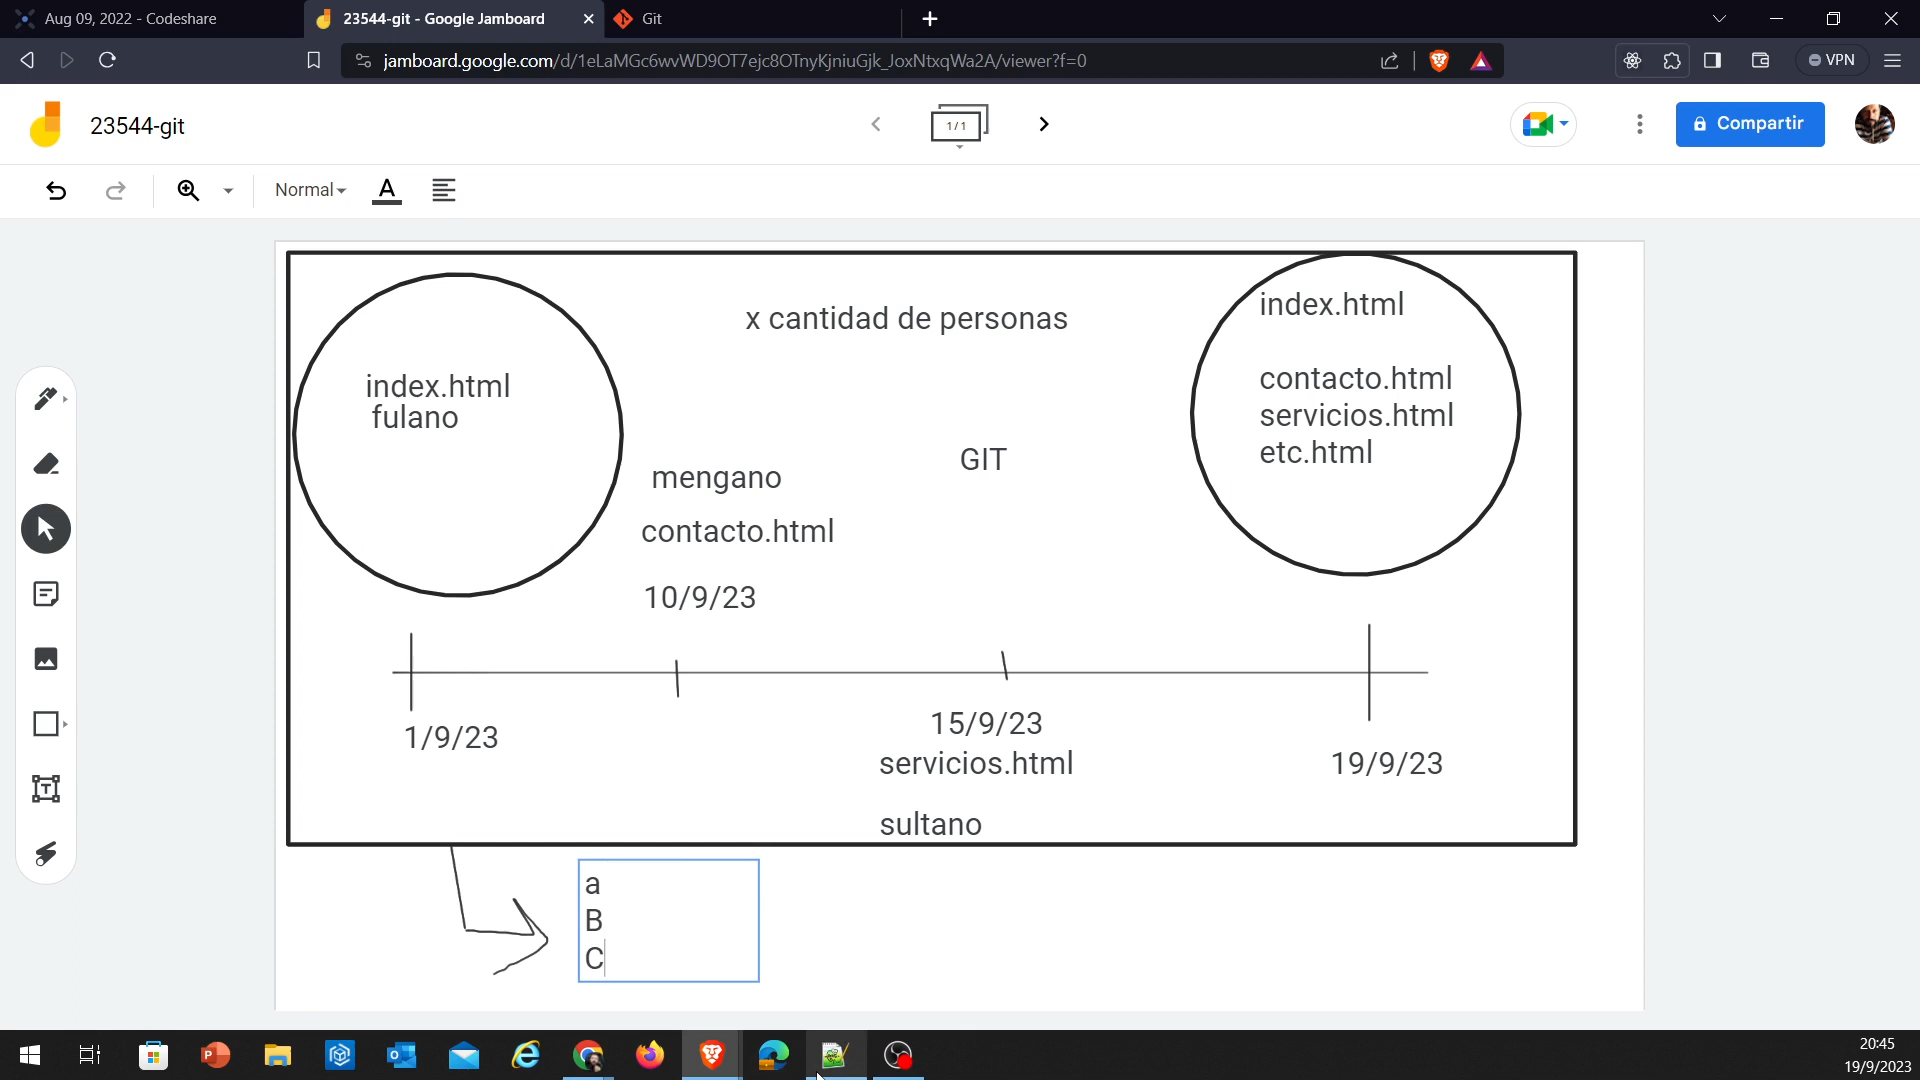 Aug 09, 2022 - Codeshare
23544-git - Google Jamboard
Git
jamboard.google.com/d/1eLaMGc6wvWD9OT7ejc8OTnyKjniuGjk_JoxNtxqWa2A/viewer?f=0
VPN
23544-git
1/1
Compartir
Normal
A
x cantidad de personas
index.html
index.html
fulano
contacto.html
servicios.html
etc.html
GIT
mengano
contacto.html
10/9/23
1/9/23
15/9/23
servicios.html
19/9/23
sultano
a
B
C
20:45
19/9/2023